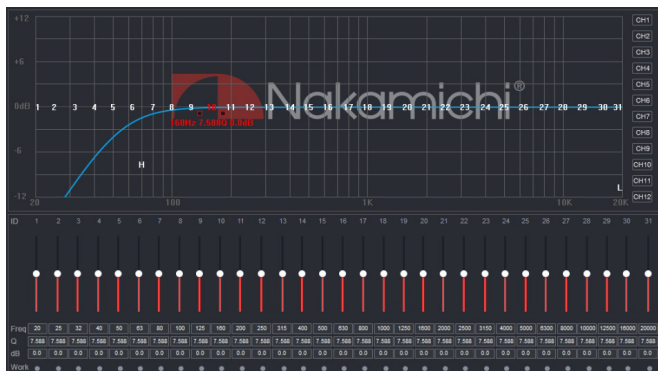 +12
CH1
CH2
CH3
+6
CH4
CH5
Nakamichi®
CH6
0dB 1 2 3 4 5 6 7 8 9 10 11 12 13 14 15 16 17 18 19 20 21 22 23 24 25 26 27 28 29 30 31
CH7
160Hz 7.588Q 0.0dB
CH8
-6
CH9
H
CH10
CH11
L
-12
CH12
20 100 1K 10K 20K
ID 1 2 3 4 5 6 7 8 9 10 11 12 13 14 15 16 17 18 19 20 21 22 23 24 25 26 27 28 29 30 31
Freq 20 25 32 40 50 63 80 100 125 160 200 250 315 400 500 630 800 1000 1250 1600 2000 2500 3150 4000 5000 6300 8000 10000 12500 16000 20000
Q 7.588 7.588 7.588 7.588 7.588 7.588 7.588 7.588 7.588 7.588 7.588 7.588 7.588 7.588 7.588 7.588 7.588 7.588 7.588 7.588 7.588 7.588 7.588 7.588 7.588 7.588 7.588 7.588 7.588 7.588 7.588
dB 0.0 0.0 0.0 0.0 0.0 0.0 0.0 0.0 0.0 0.0 0.0 0.0 0.0 0.0 0.0 0.0 0.0 0.0 0.0 0.0 0.0 0.0 0.0 0.0 0.0 0.0 0.0 0.0 0.0 0.0 0.0
Work